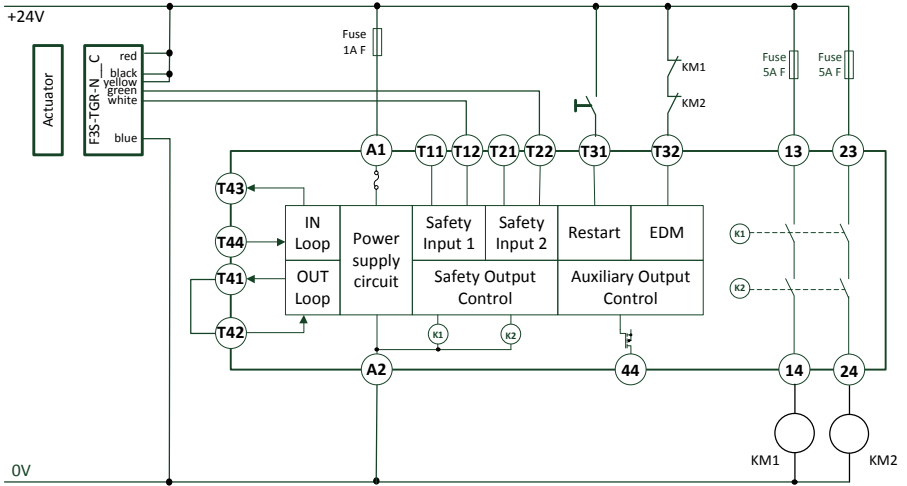 +24V
Fuse
1A F
Fuse
5A F
Fuse
5A F
KM1
KM2
Actuator
F3S-TGR-N__C
red
black
yellow
green
white
blue
A1
T11
T12
T21
T22
T31
T32
13
23
T43
T44
T41
T42
IN
Loop
OUT
Loop
Power
supply
circuit
Safety
Input 1
Safety
Input 2
Restart
EDM
Safety Output
Control
Auxiliary Output
Control
K1
K2
K1
K2
A2
44
14
24
KM1
KM2
0V